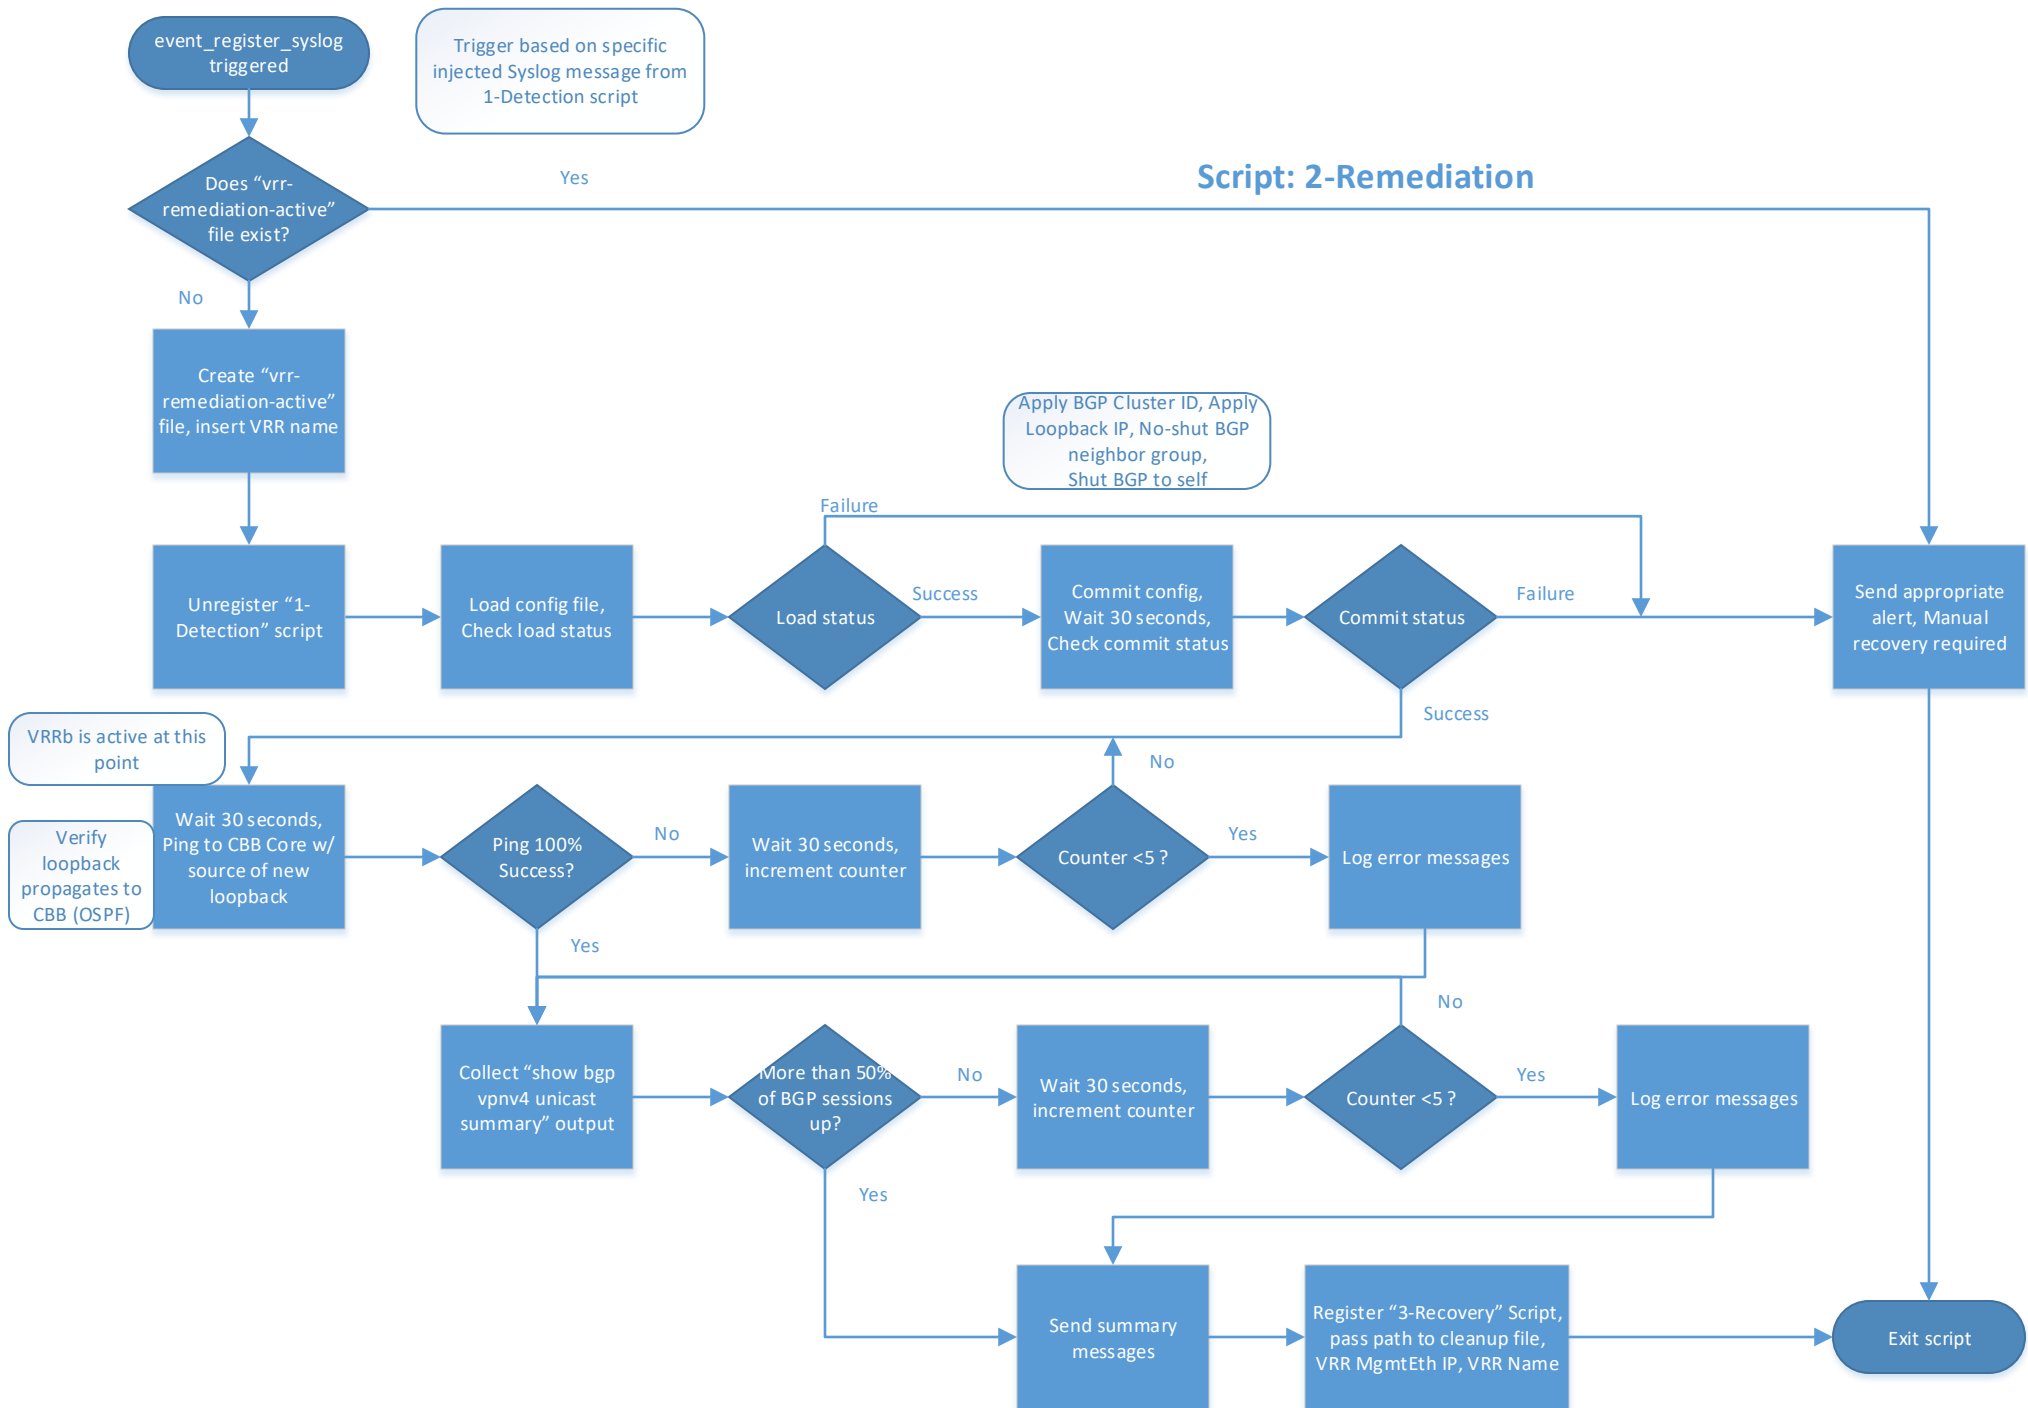 event_register_syslog
triggered
Trigger based on specific
injected Syslog message from
1-Detection script
Script: 2-Remediation
Does “vrr-
remediation-active”
file exist?
Yes
No
Create “vrr-
remediation-active”
file, insert VRR name
Apply BGP Cluster ID, Apply
Loopback IP, No-shut BGP
neighbor group,
Shut BGP to self
Unregister “1-
Detection” script
Load config file,
Check load status
Load status
Failure
Success
Commit config,
Wait 30 seconds,
Check commit status
Commit status
Failure
Success
Send appropriate
alert, Manual
recovery required
VRRb is active at this
point
Verify
loopback
propagates to
CBB (OSPF)
Wait 30 seconds,
Ping to CBB Core w/
source of new
loopback
Ping 100%
Success?
No
Yes
Wait 30 seconds,
increment counter
Counter <5 ?
No
Yes
Log error messages
Collect “show bgp
vpnv4 unicast
summary” output
More than 50%
of BGP sessions
up?
No
Yes
Wait 30 seconds,
increment counter
Counter <5 ?
No
Yes
Log error messages
Send summary
messages
Register “3-Recovery” Script,
pass path to cleanup file,
VRR MgmtEth IP, VRR Name
Exit script